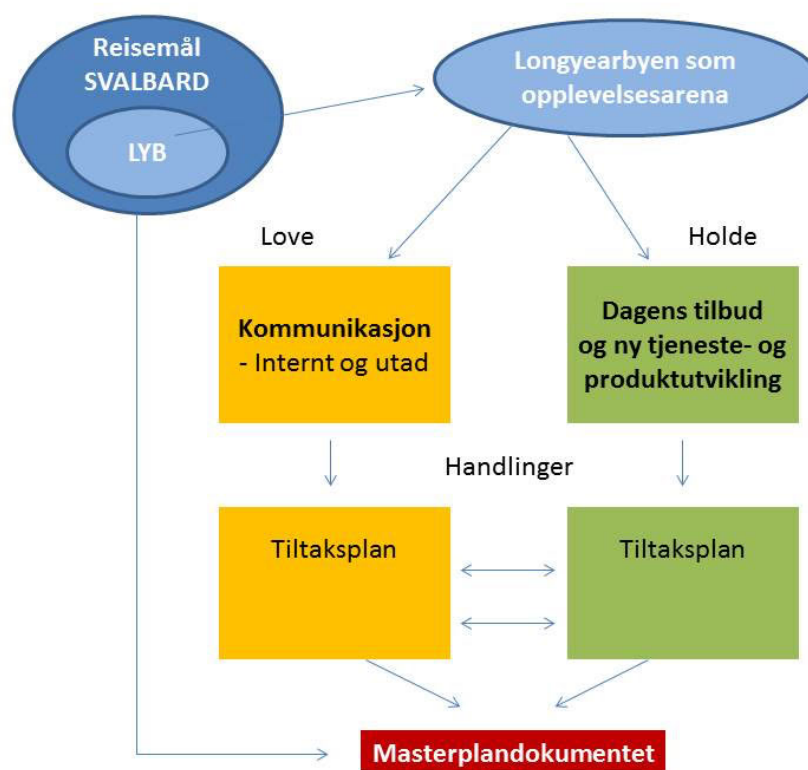 Reisemål
SVALBARD
LYB
Longyearbyen som
opplevelsesarena
Love
Holde
Kommunikasjon
- Internt og utad
Dagens tilbud
og ny tjeneste- og
produktutvikling
Handlinger
Tiltaksplan
Tiltaksplan
Masterplandokumentet